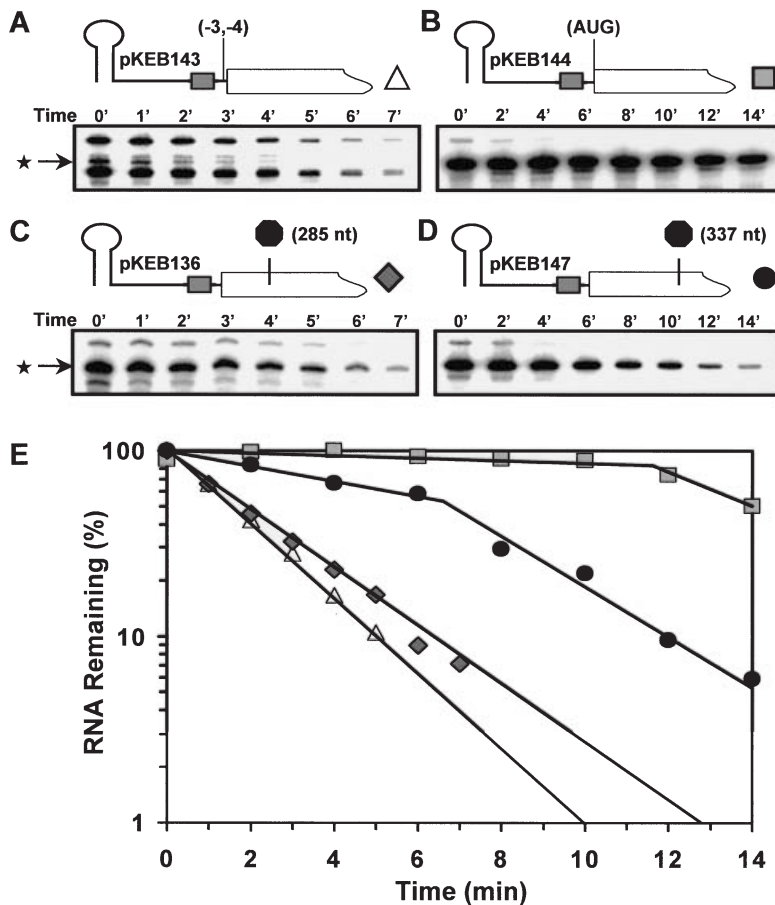 A
(-3,-4)
pKEB143
Time 0' 1' 2' 3' 4' 5' 6' 7'
B
(AUG)
pKEB144
0' 2' 4' 6' 8' 10' 12' 14'
C
(285 nt)
pKEB136
Time 0' 1' 2' 3' 4' 5' 6' 7'
D
(337 nt)
pKEB147
0' 2' 4' 6' 8' 10' 12' 14'
E
RNA Remaining (%)
100
10
1
0 2 4 6 8 10 12 14
Time (min)